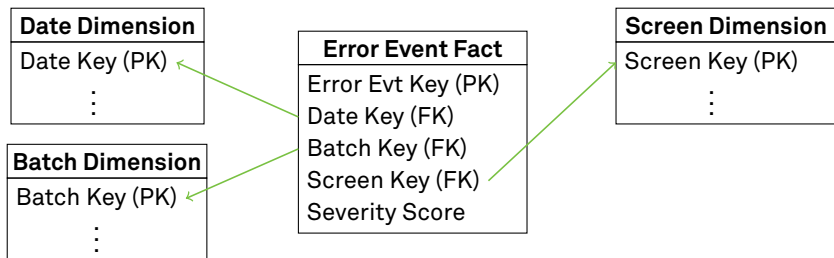 Date Dimension
Date Key (PK)
⋮
Batch Dimension
Batch Key (PK)
⋮
Error Event Fact
Error Evt Key (PK)
Date Key (FK)
Batch Key (FK)
Screen Key (FK)
Severity Score
Screen Dimension
Screen Key (PK)
⋮